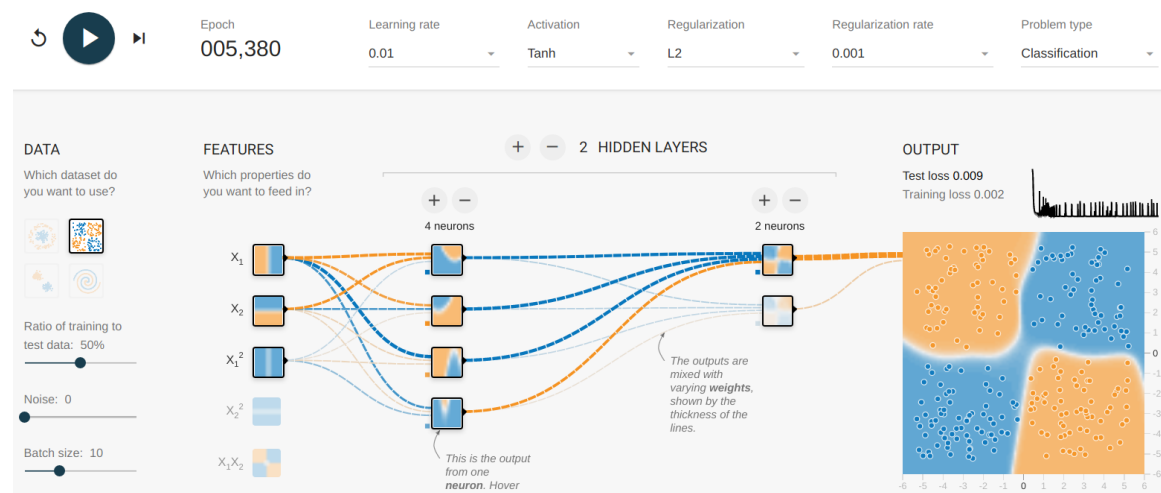 Epoch
005,380
Learning rate
0.01
Activation
Tanh
Regularization
L2
Regularization rate
0.001
Problem type
Classification
DATA
Which dataset do
you want to use?
Ratio of training to
test data: 50%
Noise: 0
Batch size: 10
FEATURES
Which properties do
you want to feed in?
X₁
X₂
X₁²
X₂²
X₁X₂
+ − 2 HIDDEN LAYERS
+ −
4 neurons
+ −
2 neurons
The outputs are
mixed with
varying weights,
shown by the
thickness of the
lines.
This is the output
from one
neuron. Hover
OUTPUT
Test loss 0.009
Training loss 0.002
6
5
4
3
2
1
0
-1
-2
-3
-4
-5
-6
-6 -5 -4 -3 -2 -1 0 1 2 3 4 5 6